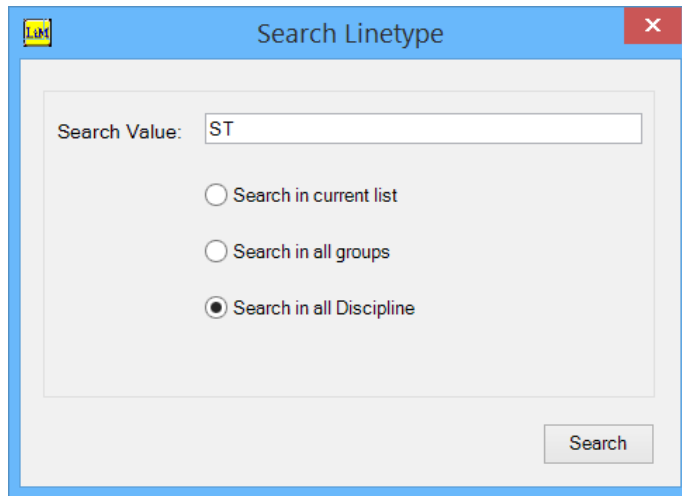 LtM
Search Linetype
Search Value:
ST
Search in current list
Search in all groups
Search in all Discipline
Search